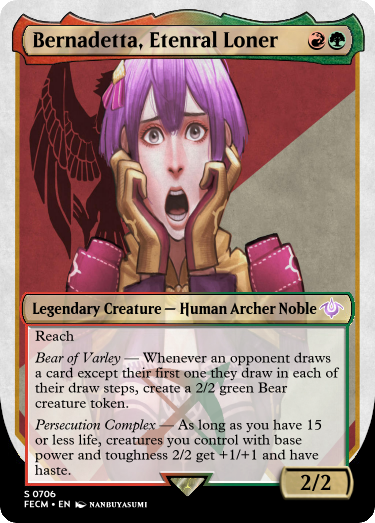 Bernadetta, Etenral Loner
Legendary Creature — Human Archer Noble
Reach
Bear of Varley — Whenever an opponent draws
a card except their first one they draw in each of
their draw steps, create a 2/2 green Bear
creature token.
Persecution Complex — As long as you have 15
or less life, creatures you control with base
power and toughness 2/2 get +1/+1 and have
haste.
2/2
S 0706
FECM • EN NANBUYASUMI